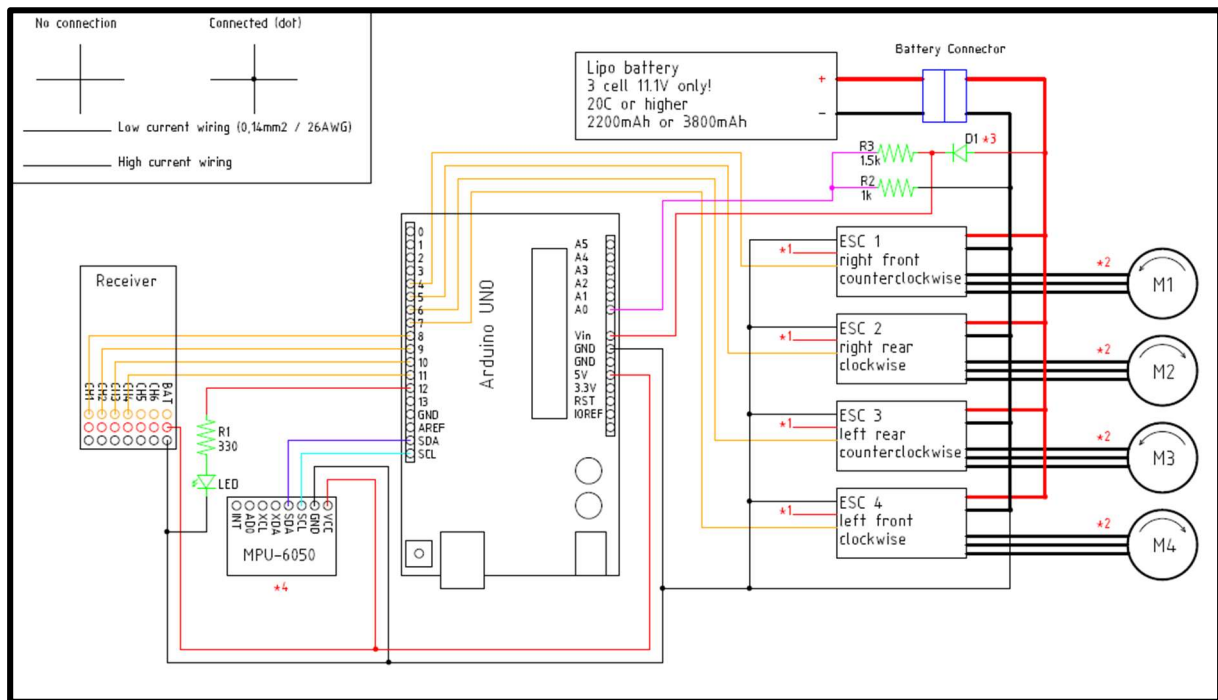 No connection
Connected (dot)
Low current wiring (0,14mm2 / 26AWG)
High current wiring
Lipo battery
3 cell 11.1V only!
20C or higher
2200mAh or 3800mAh
+
-
Battery Connector
R3
1.5k
D1 *3
R2
1k
Receiver
CH1
CH2
CH3
CH4
CH5
CH6
BAT
R1
330
LED
INT
AD0
XCL
XDA
SDA
SCL
GND
VCC
MPU-6050
*4
Arduino UNO
0
1
2
3
4
5
6
7
8
9
10
11
12
13
GND
AREF
SDA
SCL
A5
A4
A3
A2
A1
A0
Vin
GND
GND
5V
3.3V
RST
IOREF
*1
ESC 1
right front
counterclockwise
*2
M1
*1
ESC 2
right rear
clockwise
*2
M2
*1
ESC 3
left rear
counterclockwise
*2
M3
*1
ESC 4
left front
clockwise
*2
M4